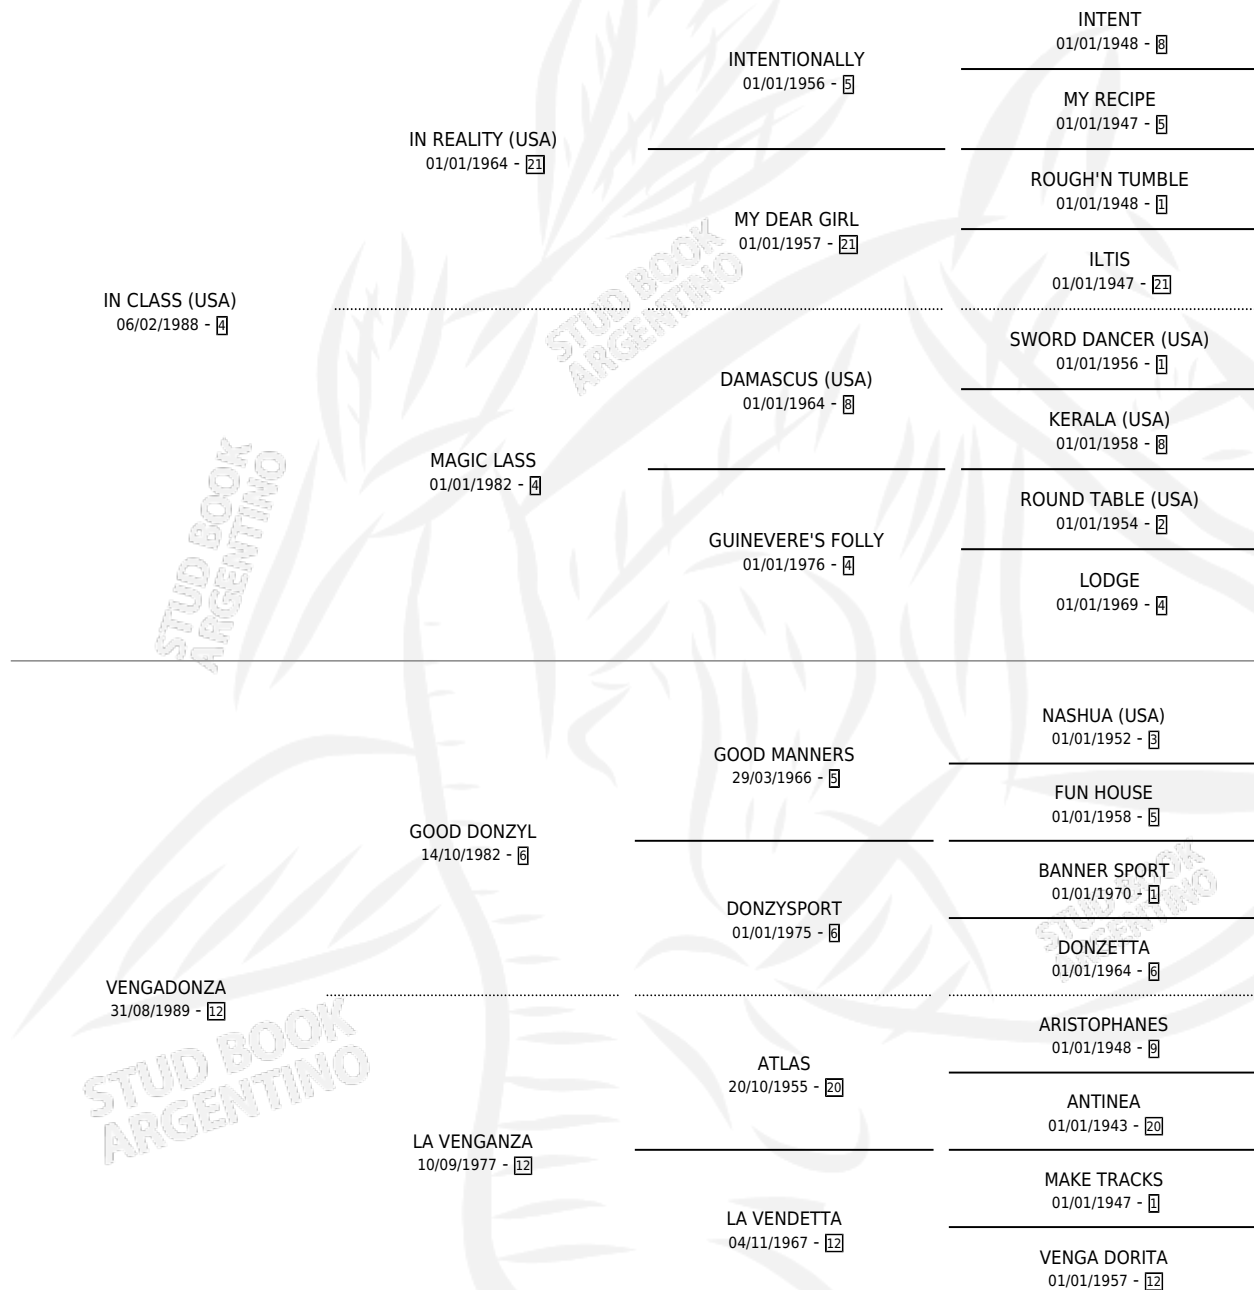 INTENT
01/01/1948 - 8
INTENTIONALLY
01/01/1956 - 5
MY RECIPE
01/01/1947 - 5
IN REALITY (USA)
01/01/1964 - 21
ROUGH'N TUMBLE
01/01/1948 - 1
MY DEAR GIRL
01/01/1957 - 21
ILTIS
01/01/1947 - 21
IN CLASS (USA)
06/02/1988 - 4
SWORD DANCER (USA)
01/01/1956 - 1
DAMASCUS (USA)
01/01/1964 - 8
KERALA (USA)
01/01/1958 - 8
MAGIC LASS
01/01/1982 - 4
ROUND TABLE (USA)
01/01/1954 - 2
GUINEVERE'S FOLLY
01/01/1976 - 4
LODGE
01/01/1969 - 4
NASHUA (USA)
01/01/1952 - 3
GOOD MANNERS
29/03/1966 - 5
FUN HOUSE
01/01/1958 - 5
GOOD DONZYL
14/10/1982 - 6
BANNER SPORT
01/01/1970 - 1
DONZYSPORT
01/01/1975 - 6
DONZETTA
01/01/1964 - 6
VENGADONZA
31/08/1989 - 12
ARISTOPHANES
01/01/1948 - 9
ATLAS
20/10/1955 - 20
ANTINEA
01/01/1943 - 20
LA VENGANZA
10/09/1977 - 12
MAKE TRACKS
01/01/1947 - 1
LA VENDETTA
04/11/1967 - 12
VENGA DORITA
01/01/1957 - 12
STUD BOOK
ARGENTINO
STUD BOOK
ARGENTINO
STUD BOOK
ARGENTINO
STUD BOOK
ARGENTINO